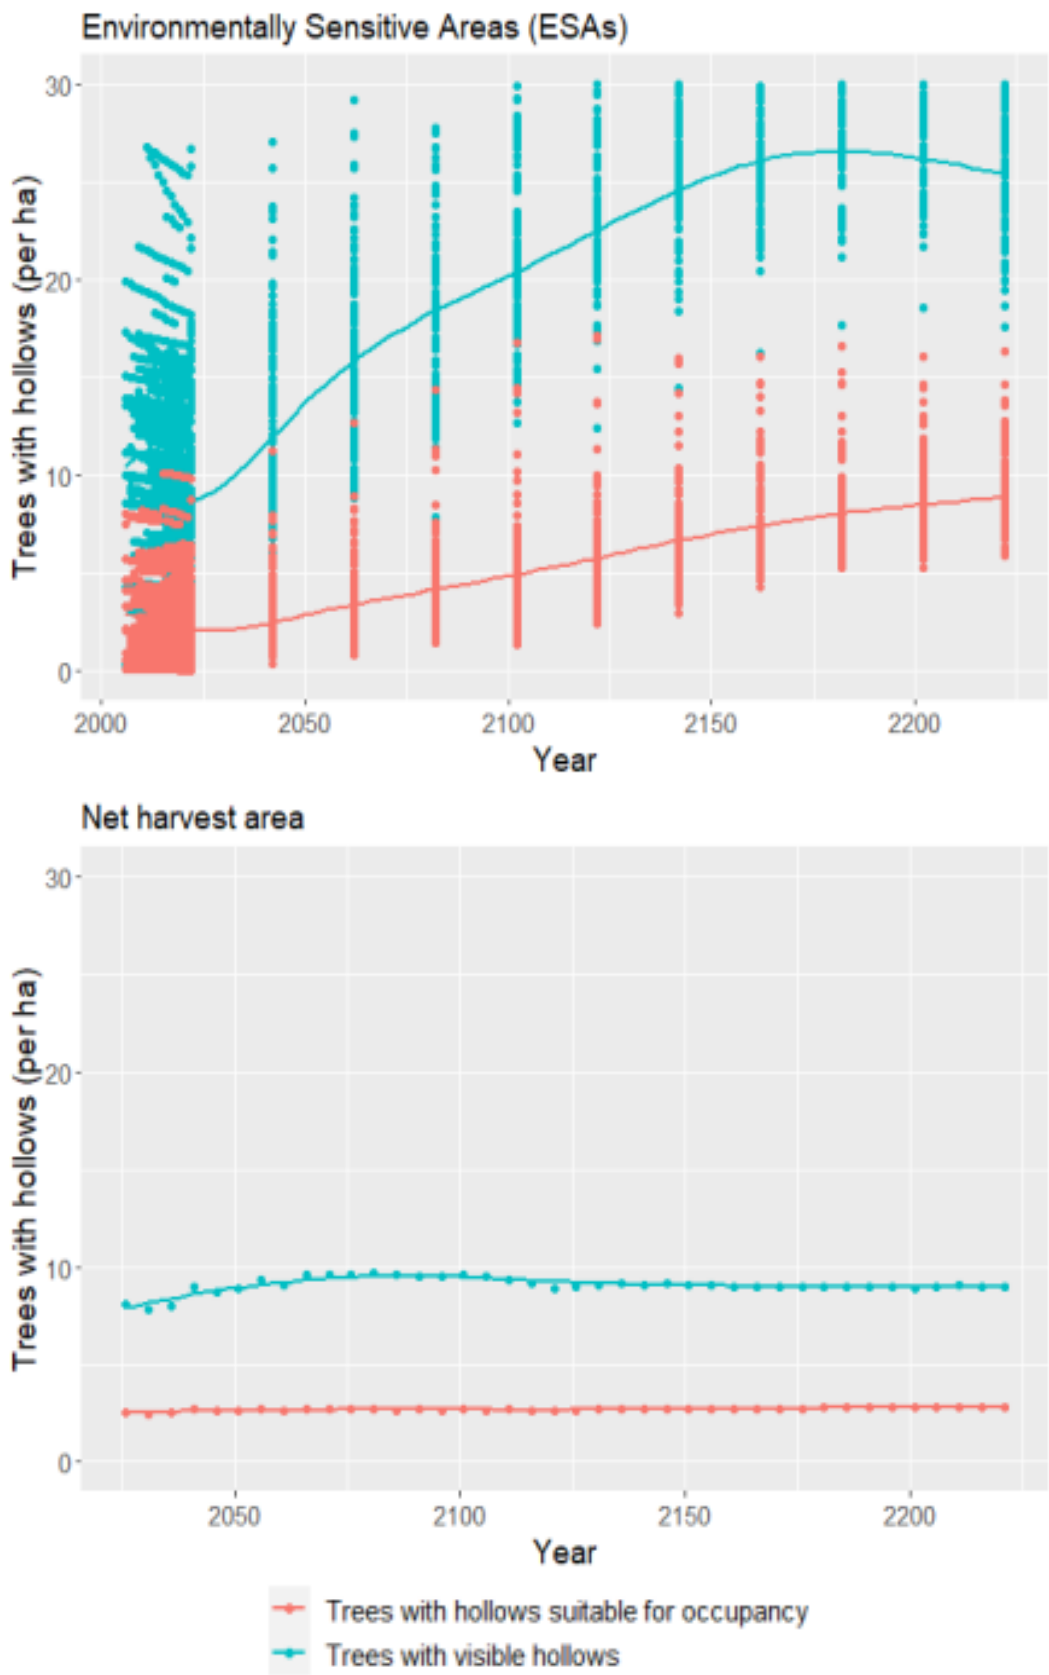 Environmentally Sensitive Areas (ESAs)
Trees with hollows (per ha)
30
20
10
0
2000 2050 2100 2150 2200
Year
Net harvest area
Trees with hollows (per ha)
30
20
10
0
2050 2100 2150 2200
Year
Trees with hollows suitable for occupancy
Trees with visible hollows